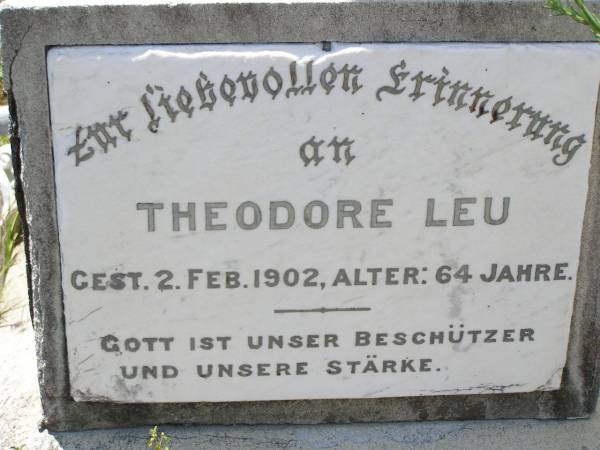 Zur liebevollen Erinnerung
an
THEODORE LEU
GEST. 2. FEB. 1902, ALTER: 64 JAHRE.
GOTT IST UNSER BESCHÜTZER
UND UNSERE STÄRKE.